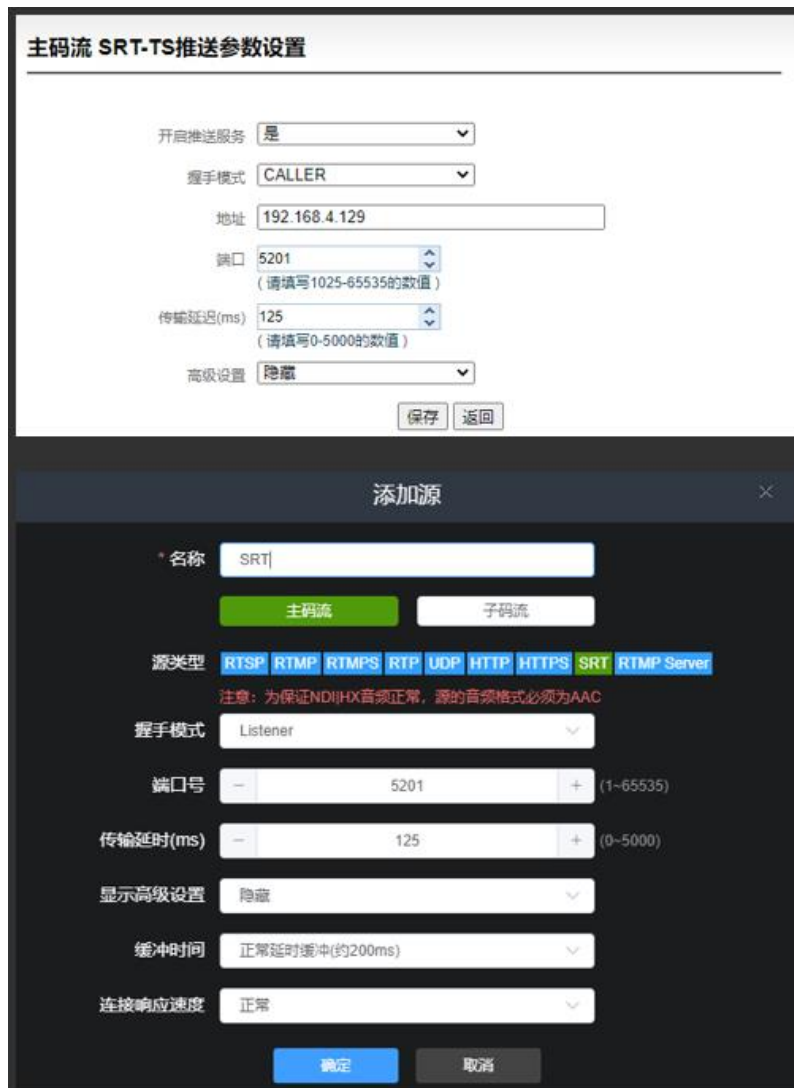 主码流 SRT-TS推送参数设置
开启推送服务 是
握手模式 CALLER
地址 192.168.4.129
端口 5201
(请填写1025-65535的数值)
传输延迟(ms) 125
(请填写0-5000的数值)
高级设置 隐藏
保存 返回
添加源
* 名称 SRT
主码流 子码流
源类型 RTSP RTMP RTMPS RTP UDP HTTP HTTPS SRT RTMP Server
注意：为保证NDI|HX音频正常，源的音频格式必须为AAC
握手模式 Listener
端口号 5201 (1~65535)
传输延时(ms) 125 (0~5000)
显示高级设置 隐藏
缓冲时间 正常延时缓冲(约200ms)
连接响应速度 正常
确定 取消